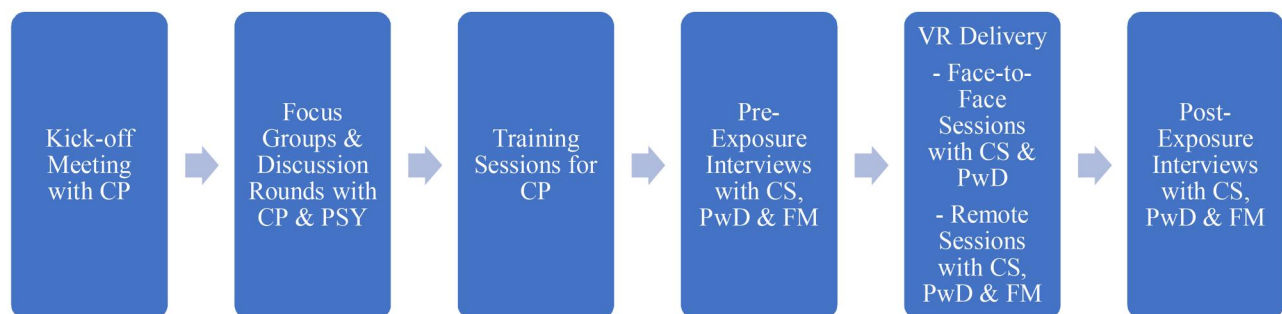 Kick-off
Meeting
with CP
Focus
Groups &
Discussion
Rounds with
CP & PSY
Training
Sessions for
CP
Pre-
Exposure
Interviews
with CS,
PwD & FM
VR Delivery
- Face-to-
Face
Sessions
with CS &
PwD
- Remote
Sessions
with CS,
PwD & FM
Post-
Exposure
Interviews
with CS,
PwD & FM